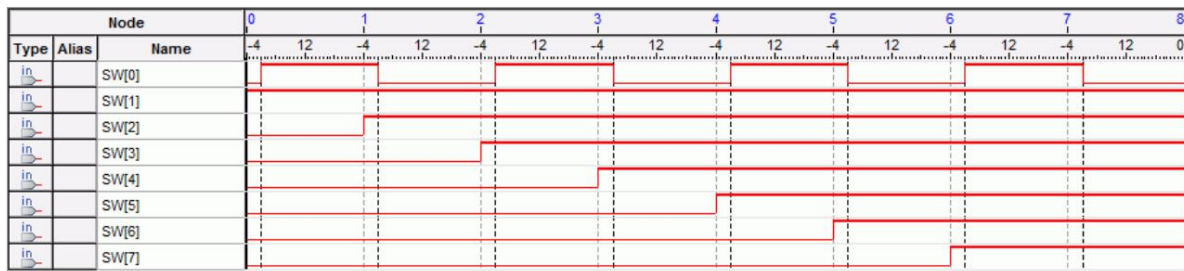 Node 0 1 2 3 4 5 6 7 8
Type Alias Name -4 12 -4 12 -4 12 -4 12 -4 12 -4 12 -4 12 -4 12 0
in SW[0]
in SW[1]
in SW[2]
in SW[3]
in SW[4]
in SW[5]
in SW[6]
in SW[7]